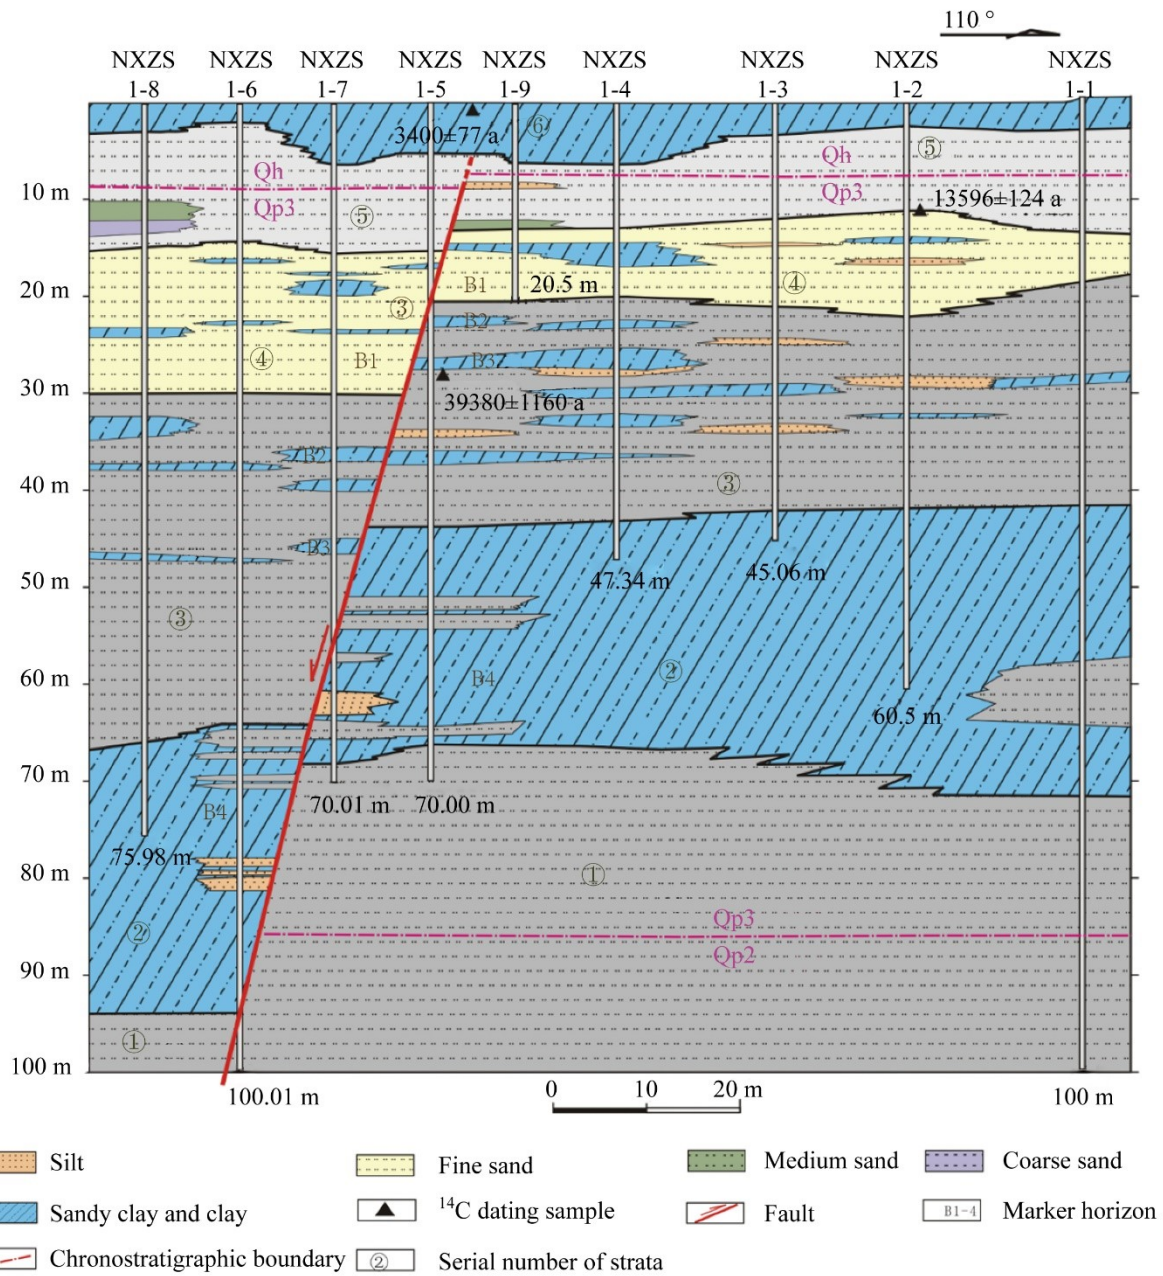 110 °
NXZS NXZS NXZS NXZS NXZS NXZS NXZS NXZS NXZS
1-8 1-6 1-7 1-5 1-9 1-4 1-3 1-2 1-1
3400±77 a
⑥
⑤
Qh
Qh
10 m
Qp3
Qp3
13596±124 a
⑤
20 m
B1
20.5 m
④
③
B2
④
B1
B3
30 m
39380±1160 a
B2
40 m
③
B3
50 m
47.34 m
45.06 m
③
60 m
B4
②
60.5 m
70 m
70.01 m
70.00 m
B4
75.98 m
80 m
①
Qp3
②
Qp2
90 m
①
100 m
100.01 m
0 10 20 m
100 m
Silt
Fine sand
Medium sand
Coarse sand
Sandy clay and clay
¹⁴C dating sample
Fault
B1-4
Marker horizon
Chronostratigraphic boundary
②
Serial number of strata